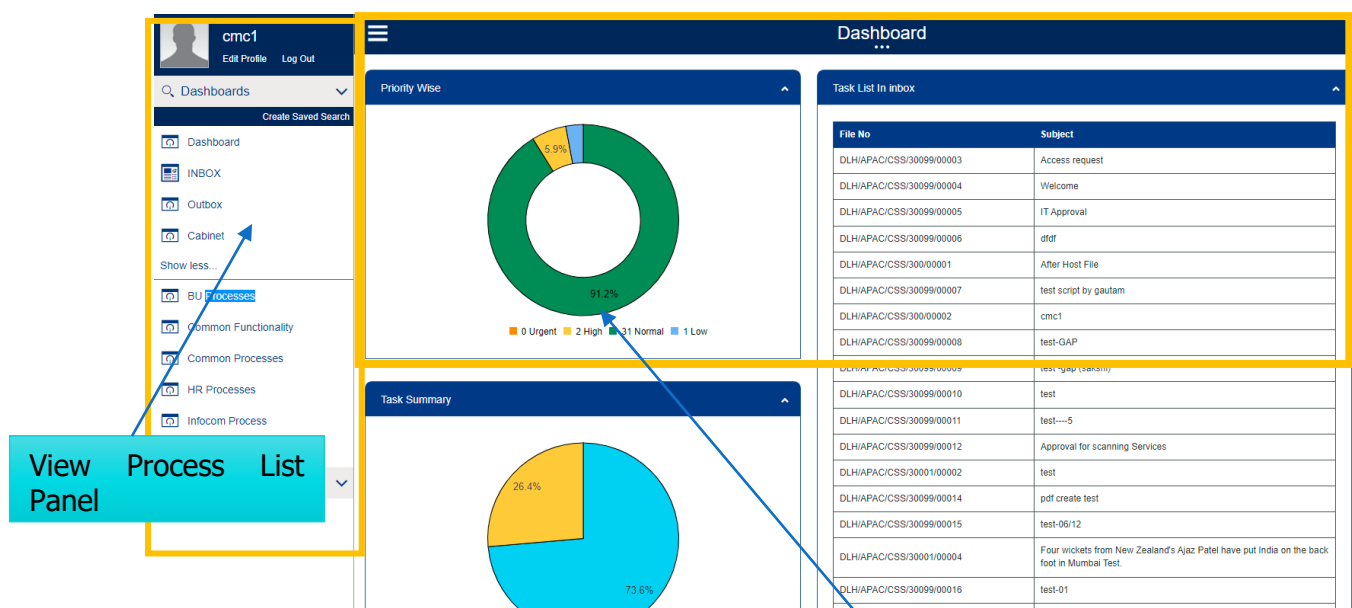 cmc1
Edit Profile Log Out
Dashboards
Create Saved Search
Dashboard
INBOX
Outbox
Cabinet
Show less...
BU Processes
Common Functionality
Common Processes
HR Processes
Infocom Process
View Process List
Panel
Dashboard
Priority Wise
5.9%
91.2%
0 Urgent 2 High 31 Normal 1 Low
Task Summary
26.4%
73.6%
Task List In inbox
File No Subject
DLH/APAC/CSS/30099/00003 Access request
DLH/APAC/CSS/30099/00004 Welcome
DLH/APAC/CSS/30099/00005 IT Approval
DLH/APAC/CSS/30099/00006 dfdf
DLH/APAC/CSS/300/00001 After Host File
DLH/APAC/CSS/30099/00007 test script by gautam
DLH/APAC/CSS/300/00002 cmc1
DLH/APAC/CSS/30099/00008 test-GAP
DLH/APAC/CSS/30099/00009 test -gap (sakshi)
DLH/APAC/CSS/30099/00010 test
DLH/APAC/CSS/30099/00011 test----5
DLH/APAC/CSS/30099/00012 Approval for scanning Services
DLH/APAC/CSS/30001/00002 test
DLH/APAC/CSS/30099/00014 pdf create test
DLH/APAC/CSS/30099/00015 test-06/12
DLH/APAC/CSS/30001/00004 Four wickets from New Zealand's Ajaz Patel have put India on the back
foot in Mumbai Test.
DLH/APAC/CSS/30099/00016 test-01